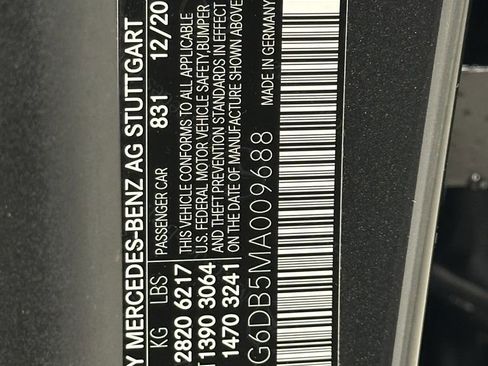 Y MERCEDES-BENZ AG STUTTGART
PASSENGER CAR 831 12/20
KG LBS
2820 6217
1390 3064
1470 3241
THIS VEHICLE CONFORMS TO ALL APPLICABLE
U.S. FEDERAL MOTOR VEHICLE SAFETY, BUMPER
AND THEFT PREVENTION STANDARDS IN EFFECT
ON THE DATE OF MANUFACTURE SHOWN ABOVE.
G6DB5MA009688
MADE IN GERMANY